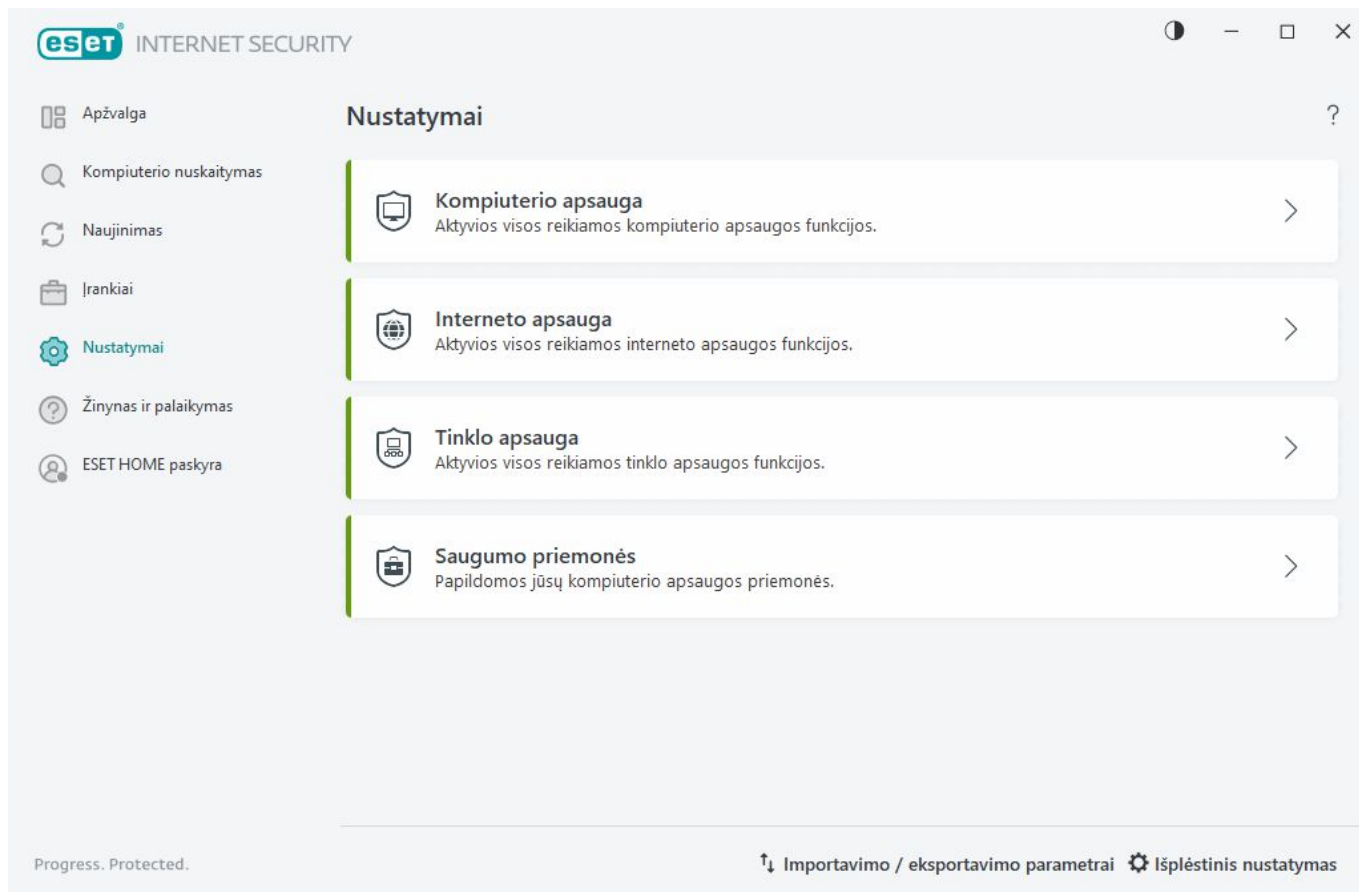 eset® INTERNET SECURITY
Apžvalga
Kompiuterio nuskaitymas
Naujinimas
Įrankiai
Nustatymai
Žinynas ir palaikymas
ESET HOME paskyra
Nustatymai
?
Kompiuterio apsauga
Aktyvios visos reikiamos kompiuterio apsaugos funkcijos.
Interneto apsauga
Aktyvios visos reikiamos interneto apsaugos funkcijos.
Tinklo apsauga
Aktyvios visos reikiamos tinklo apsaugos funkcijos.
Saugumo priemonės
Papildomos jūsų kompiuterio apsaugos priemonės.
Progress. Protected.
Importavimo / eksportavimo parametrai
Išplėstinis nustatymas